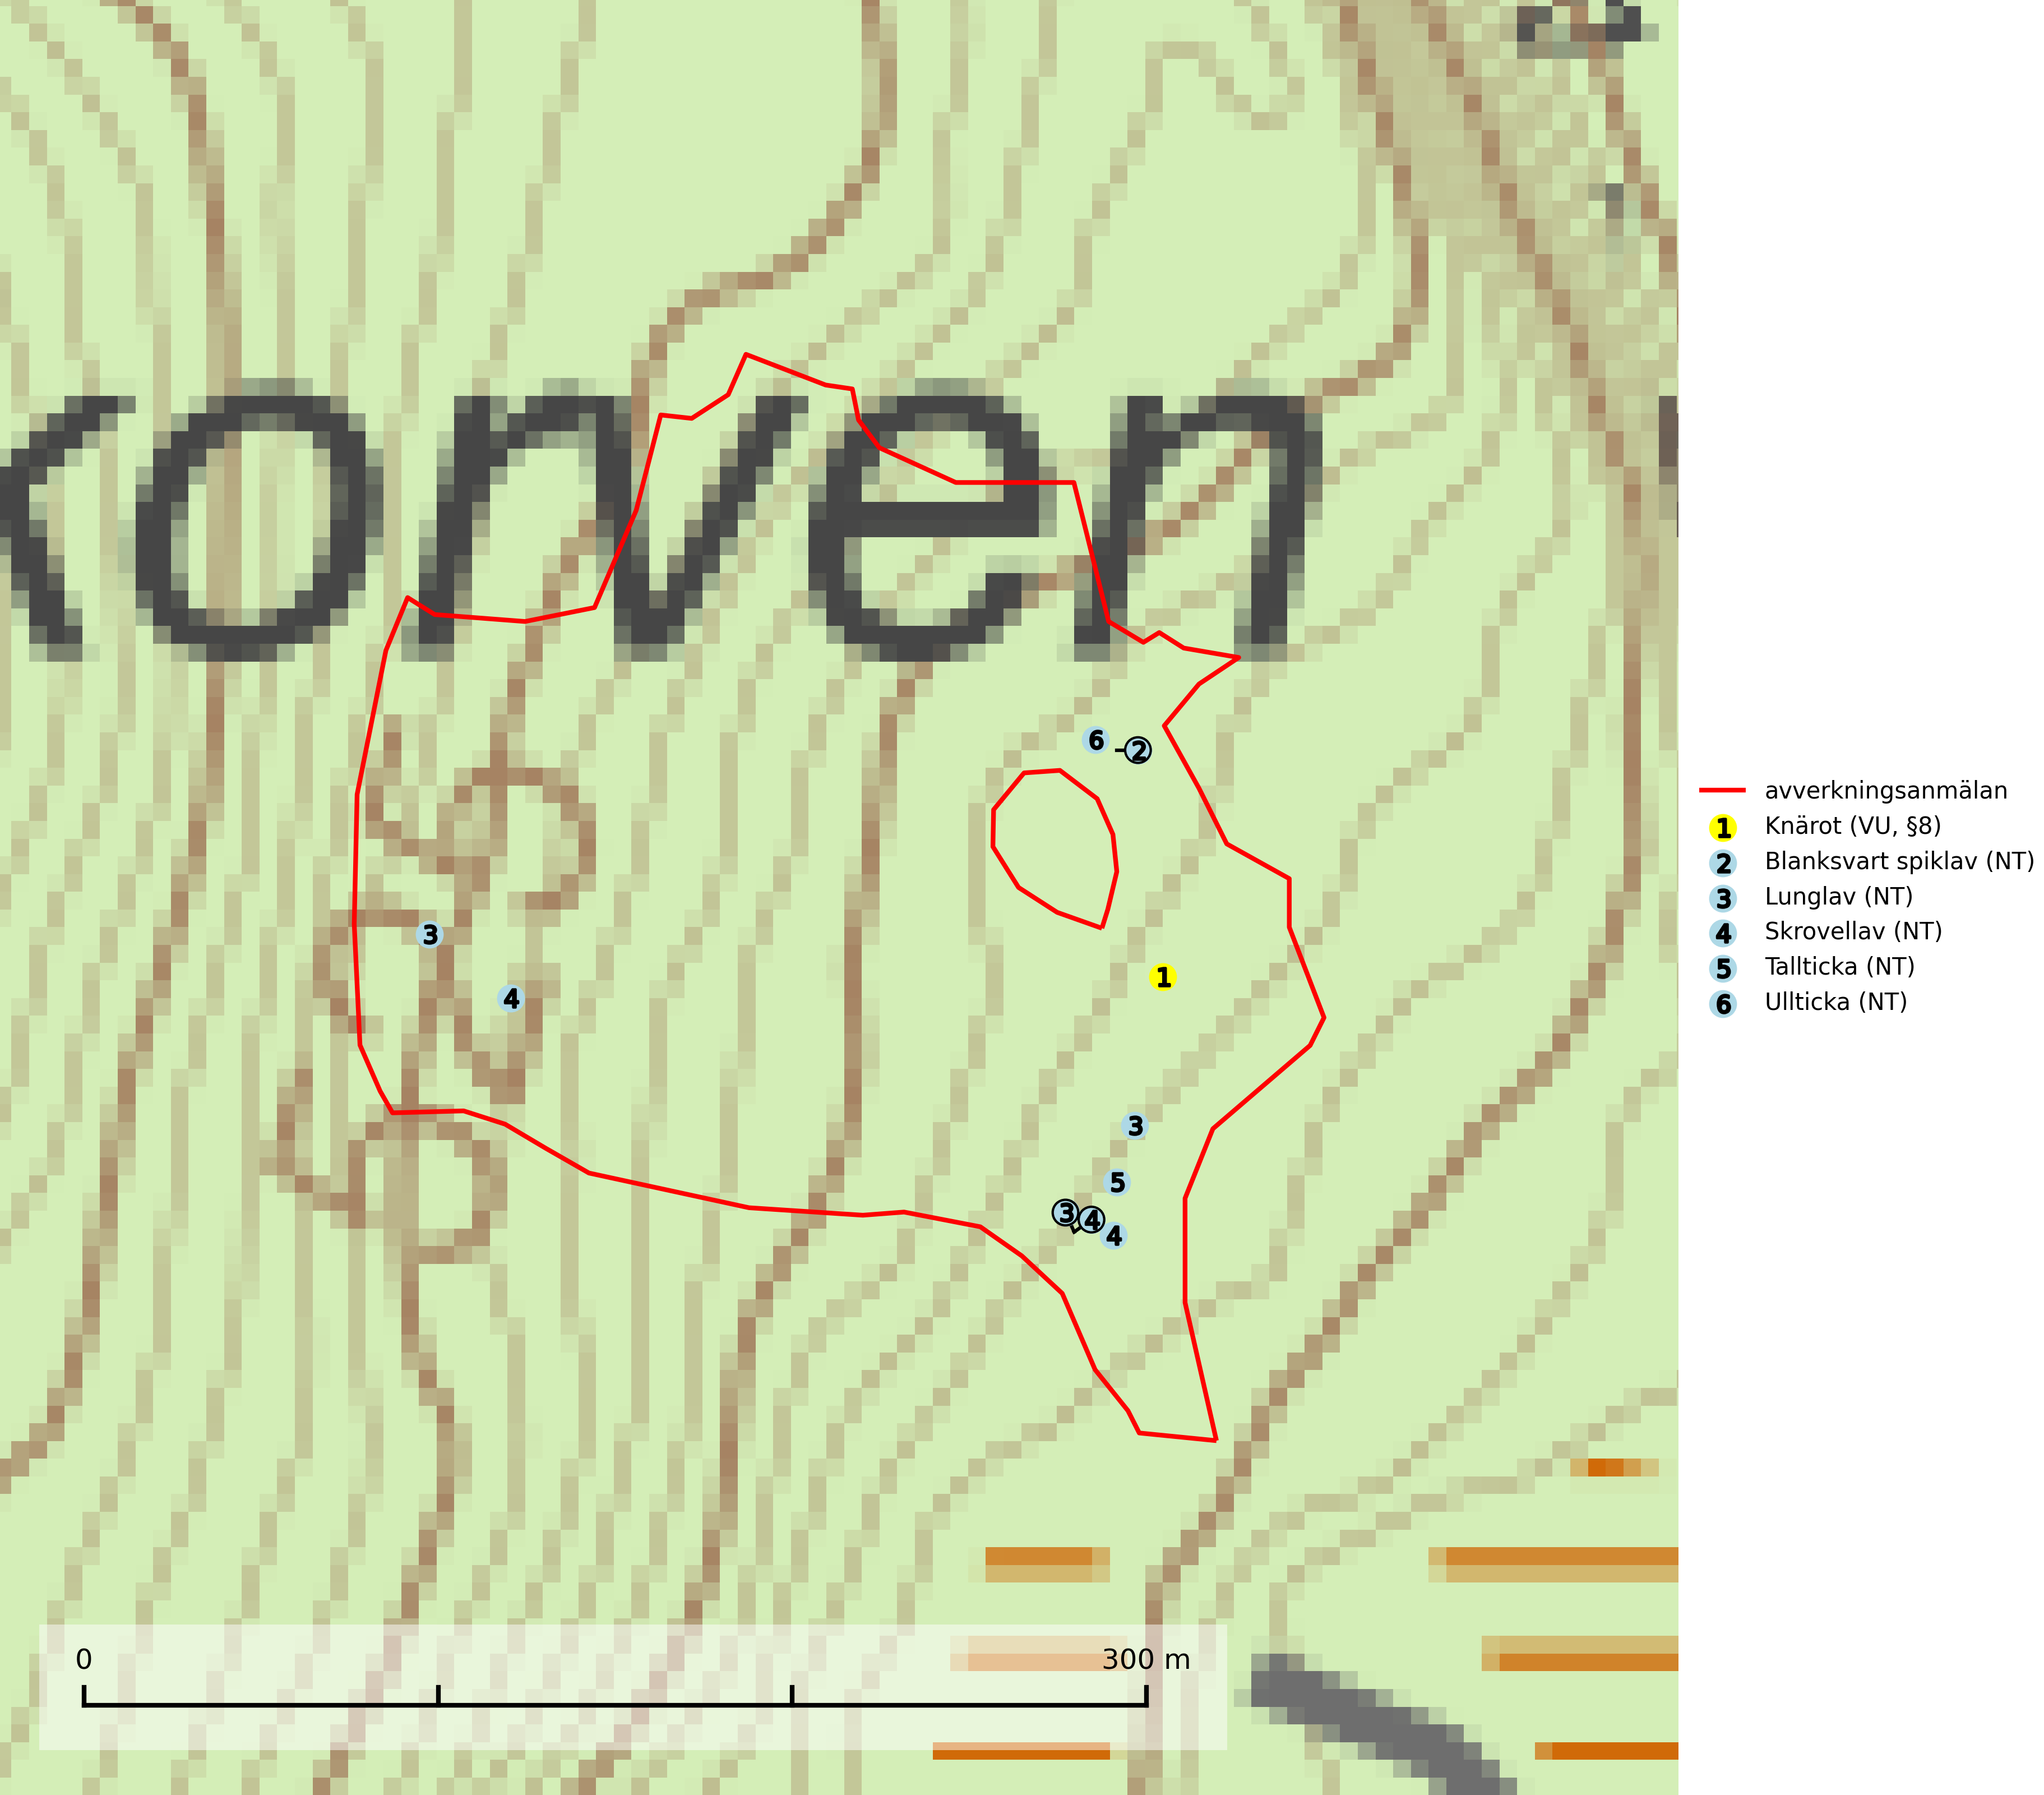 orven
6
2
3
1
4
3
5
3
4
4
0
300 m
avverkningsanmälan
1 Knärot (VU, §8)
2 Blanksvart spiklav (NT)
3 Lunglav (NT)
4 Skrovellav (NT)
5 Tallticka (NT)
6 Ullticka (NT)